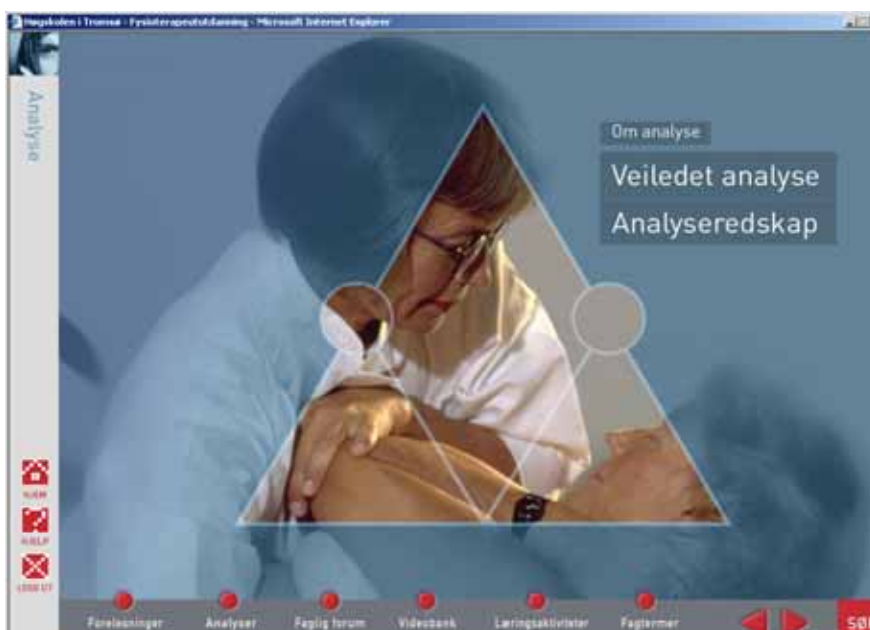 Høgskolen i Tromsø - Fysioterapeututdanning - Microsoft Internet Explorer
Analyse
Om analyse
Veiledet analyse
Analyseredskap
HJEM
HJELP
LOGG UT
Forelesninger
Analyser
Faglig forum
Videobank
Læringsaktiviteter
Fagtermer